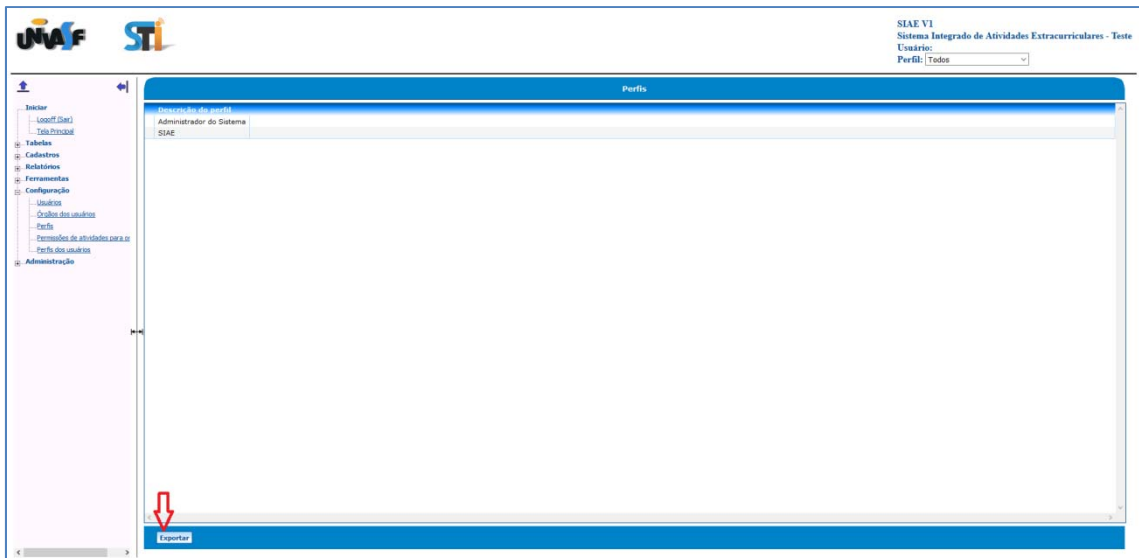 UNIVASF
STI
SIAE V1
Sistema Integrado de Atividades Extracurriculares - Teste
Usuário:
Perfil: Todos
Iniciar
Logoff (Sair)
Tela Principal
Tabelas
Cadastros
Relatórios
Ferramentas
Configuração
Usuários
Órgãos dos usuários
Perfis
Permissões de atividades para
Perfis dos usuários
Administração
Perfis
Descrição do perfil
Administrador do Sistema
SIAE
Exportar